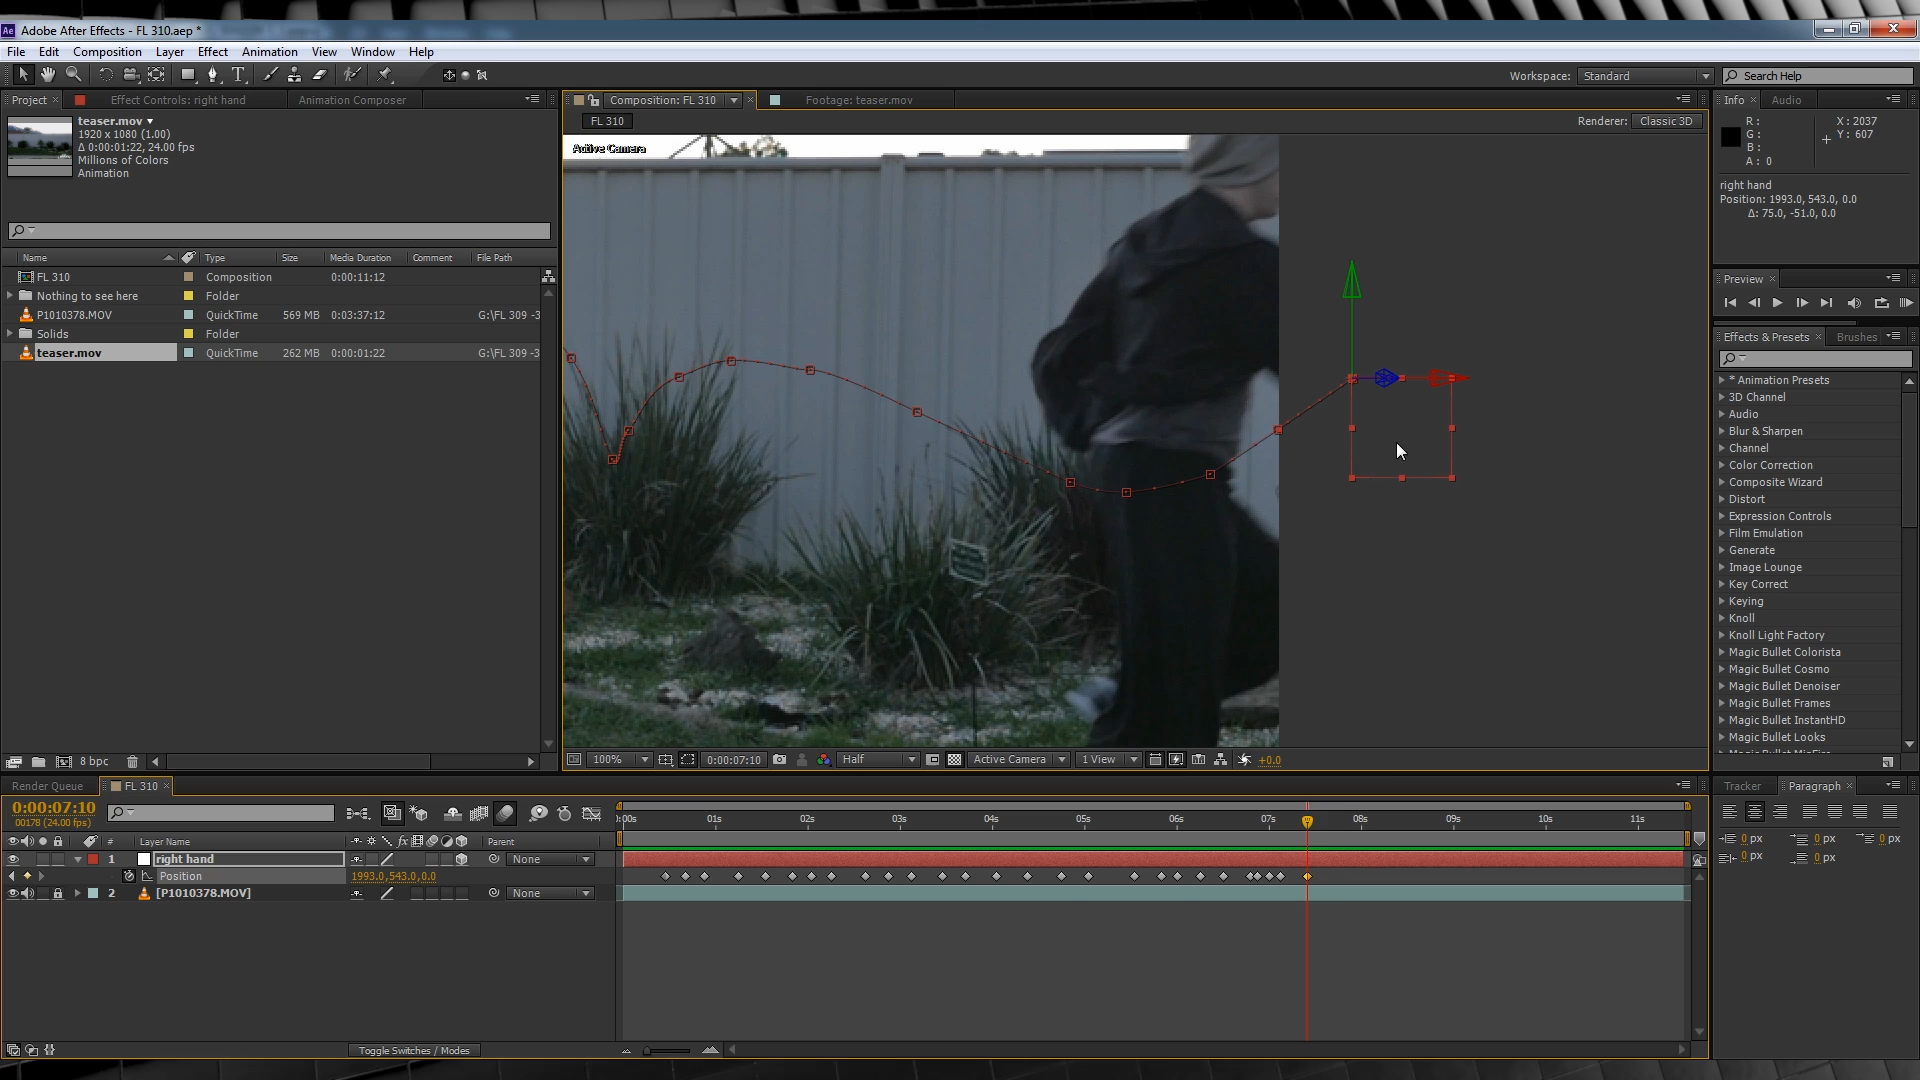 Ae Adobe After Effects - FL 310.aep *
File Edit Composition Layer Effect Animation View Window Help
Workspace: Standard Search Help
Project × Effect Controls: right hand Animation Composer
teaser.mov ▼
1920 x 1080 (1.00)
Δ 0:00:01:22, 24.00 fps
Millions of Colors
Animation
Name Type Size Media Duration Comment File Path
FL 310 Composition 0:00:11:12
Nothing to see here Folder
P1010378.MOV QuickTime 569 MB 0:03:37:12 G:\FL 309 -3
Solids Folder
teaser.mov QuickTime 262 MB 0:00:01:22 G:\FL 309 -3
8 bpc
Composition: FL 310 × Footage: teaser.mov
FL 310 Renderer: Classic 3D
Active Camera
100% 0:00:07:10 Half Active Camera 1 View +0.0
Info × Audio
R :
G :
B :
A : 0
X : 2037
Y : 607
right hand
Position: 1993.0, 543.0, 0.0
Δ: 75.0, -51.0, 0.0
Preview ×
Effects & Presets × Brushes
* Animation Presets
3D Channel
Audio
Blur & Sharpen
Channel
Color Correction
Composite Wizard
Distort
Expression Controls
Film Emulation
Generate
Image Lounge
Key Correct
Keying
Knoll
Knoll Light Factory
Magic Bullet Colorista
Magic Bullet Cosmo
Magic Bullet Denoiser
Magic Bullet Frames
Magic Bullet InstantHD
Magic Bullet Looks
Render Queue FL 310 ×
0:00:07:10
00178 (24.00 fps)
:00s 01s 02s 03s 04s 05s 06s 07s 08s 09s 10s 11s
# Layer Name fx Parent
1 right hand None
Position 1993.0,543.0,0.0
2 [P1010378.MOV] None
Toggle Switches / Modes
Tracker Paragraph ×
0 px 0 px 0 px
0 px 0 px